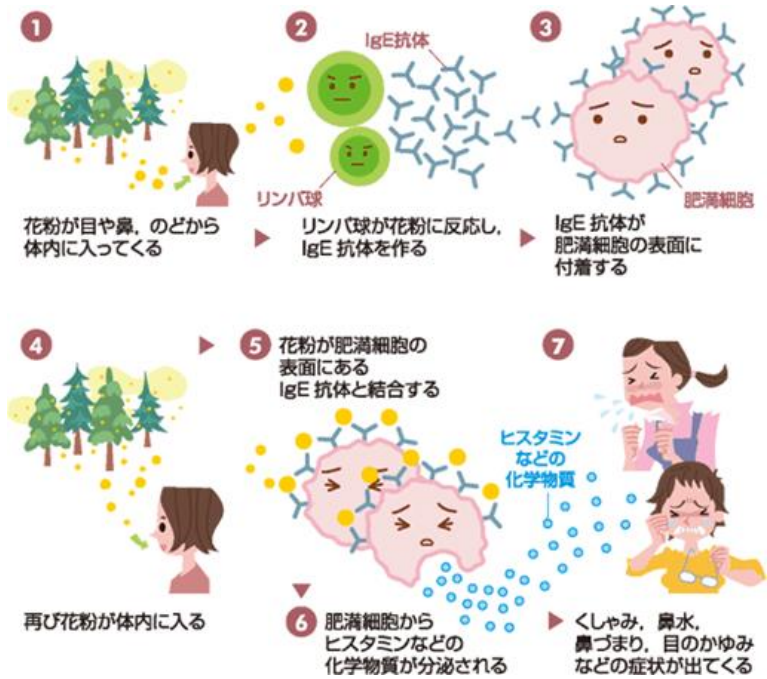 1
花粉が目や鼻，のどから
体内に入ってくる
2
IgE抗体
リンパ球
リンパ球が花粉に反応し，
IgE 抗体を作る
3
肥満細胞
IgE 抗体が
肥満細胞の表面に
付着する
4
再び花粉が体内に入る
5
花粉が肥満細胞の
表面にある
IgE 抗体と結合する
ヒスタミン
などの
化学物質
6
肥満細胞から
ヒスタミンなどの
化学物質が分泌される
7
くしゃみ，鼻水，
鼻づまり，目のかゆみ
などの症状が出てくる